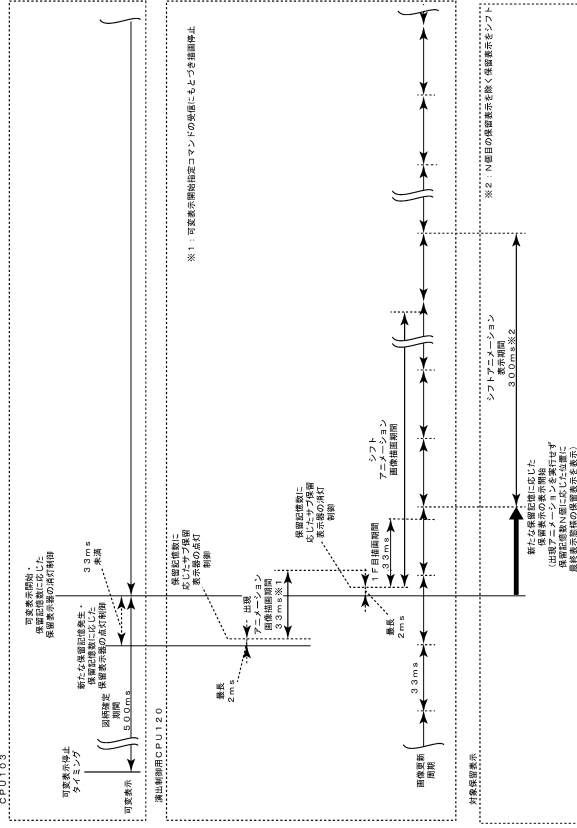 CPU103
可変表示停止
タイミング
可変表示
図柄確定
期間
500ms
新たな保留記憶発生・
保留記憶数に応じた
保留表示器の点灯制御
33ms
未満
可変表示開始・
保留記憶数に応じた
保留表示器の消灯制御
演出制御用CPU120
最長
2ms
保留記憶数に
応じたサブ保留
表示器の点灯
制御
出現
アニメーション
画像描画期間
33ms※1
最長
2ms
保留記憶数に
応じたサブ保留
表示器の消灯
制御
1F目描画期間
33ms
シフト
アニメーション
画像描画期間
※1：可変表示開始指定コマンドの受信にもとづき描画停止
画像更新
周期
33ms
対象保留表示
新たな保留記憶に応じた
保留表示の表示開始
（出現アニメーションを実行せず
保留記憶数N個に応じた位置に
最終表示態様の保留表示を表示）
シフトアニメーション
表示期間
300ms※2
※2：N個目の保留表示を除く保留表示をシフト